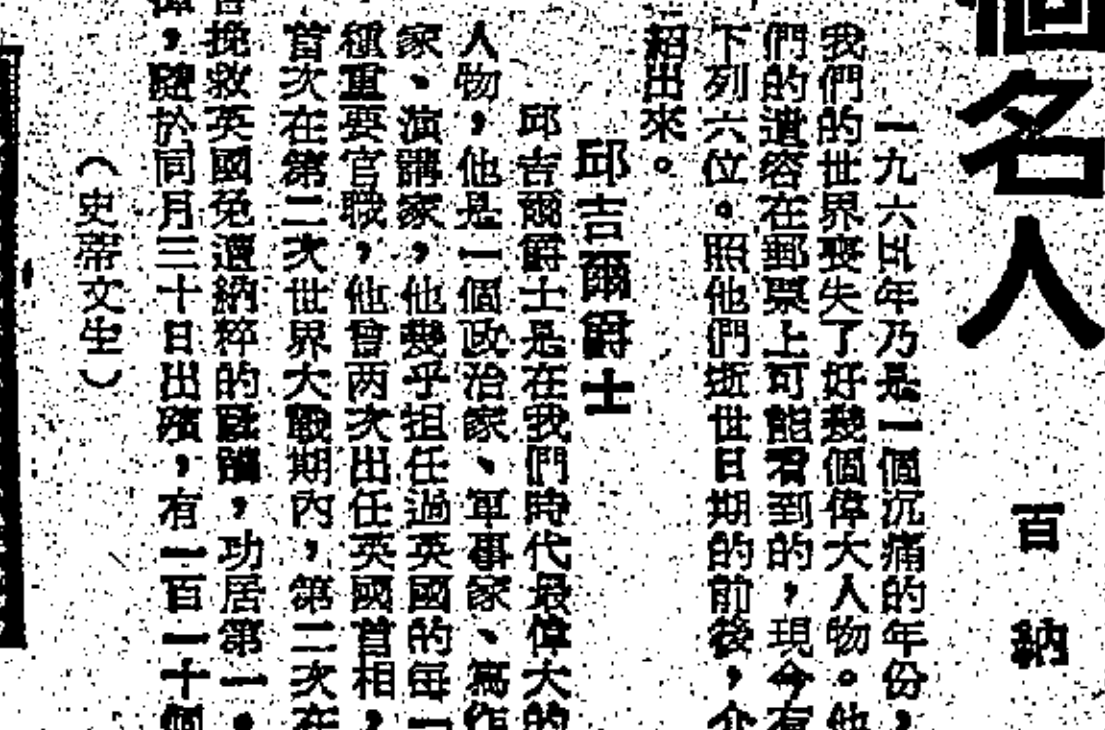 個名人
百納
一九六五年乃是一個沉痛的年份，
我們的世界喪失了好幾個偉大人物。他
們的遺容在郵票上可能看到的，現今有
下列六位。照他們逝世日期的前後，介
紹出來。
邱吉爾爵士
邱吉爾爵士是在我們時代最偉大的
人物，他是一個政治家、軍事家、寫作
家、演講家，他幾乎担任過英國的每一
種重要官職，他曾两次出任英國首相，
首次在第二次世界大戰期內，第二次在
挽救英國免遭納粹的蹂躪，功居第一。
，隨於同月三十日出殯，有一百一十個
（史蒂文生）